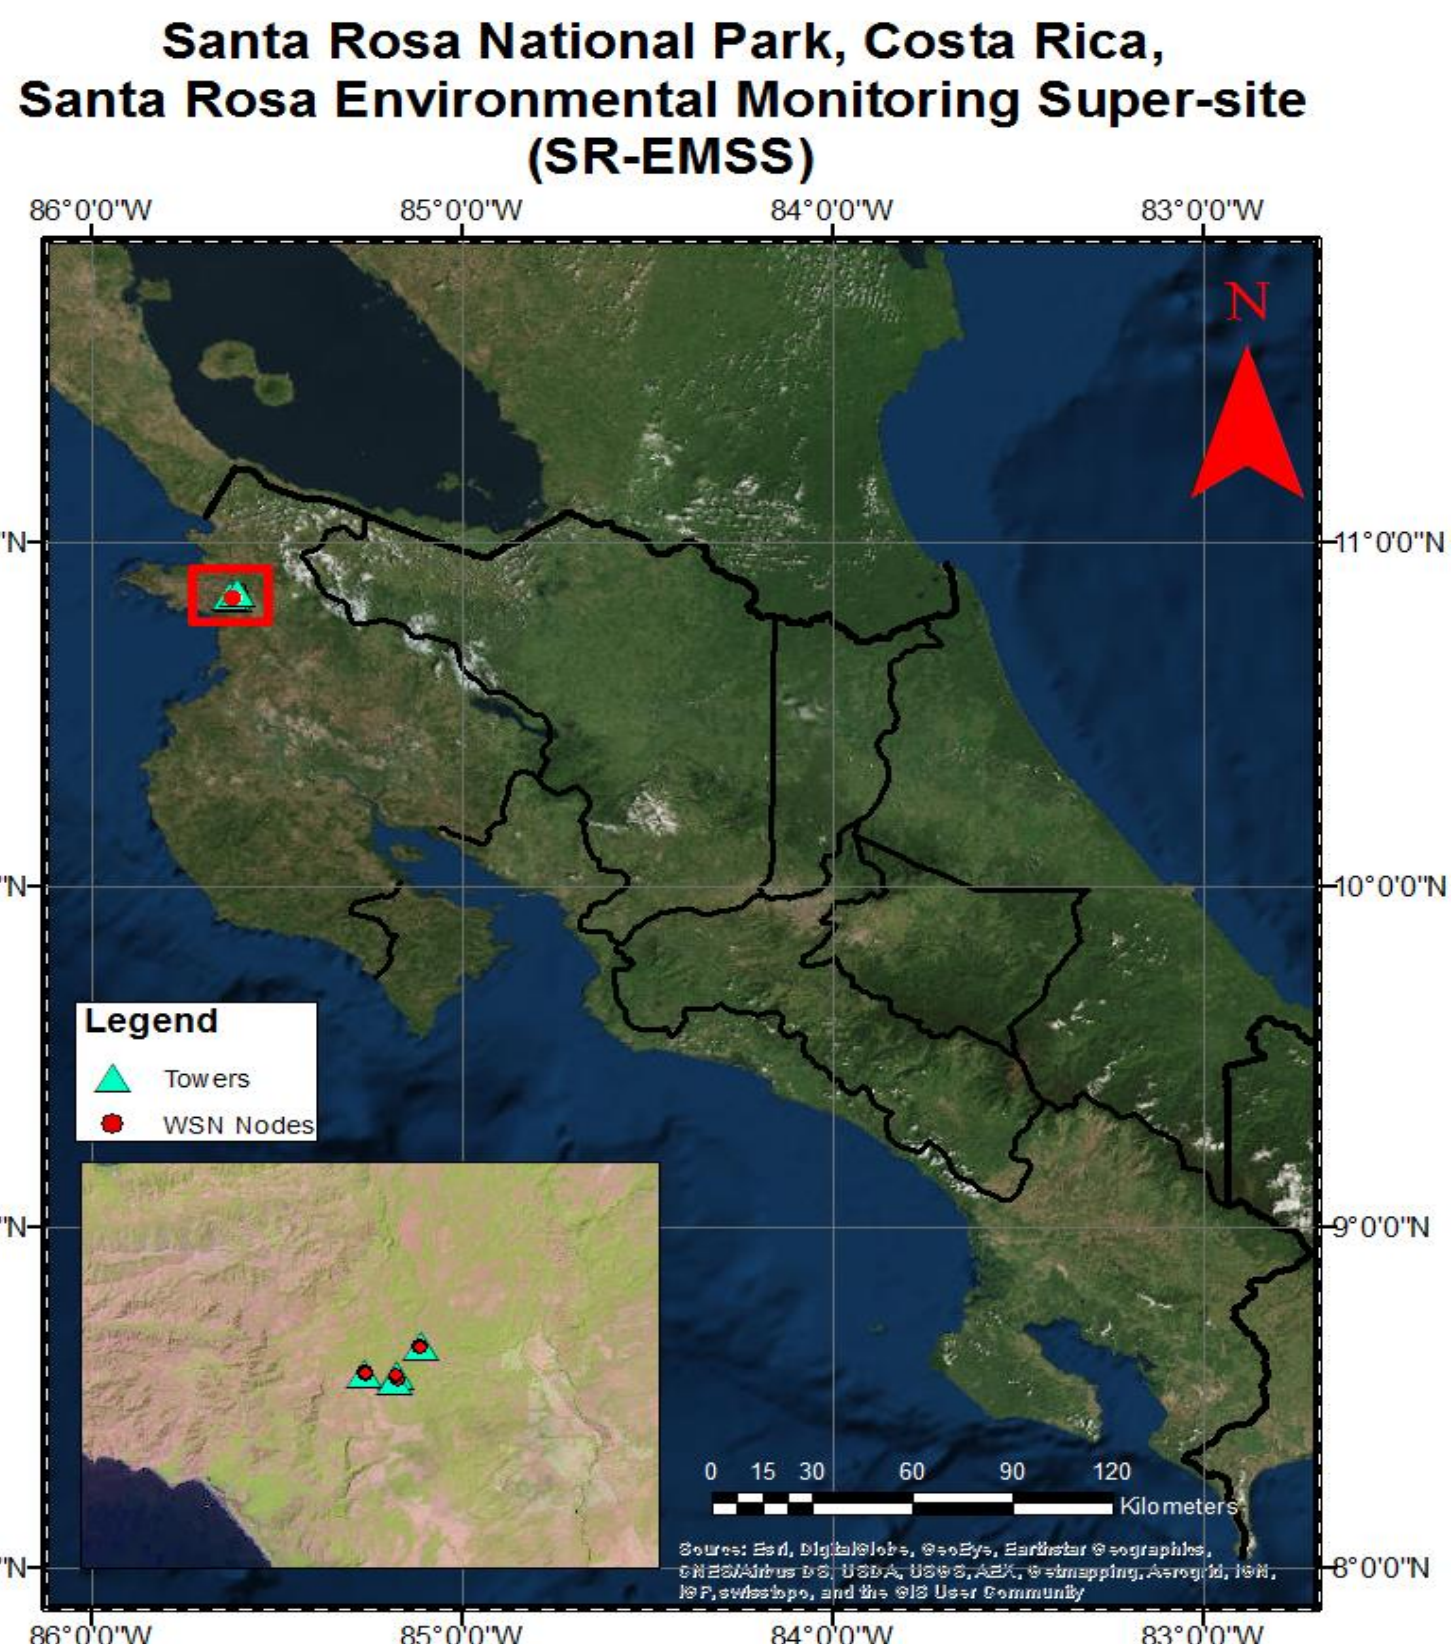 Santa Rosa National Park, Costa Rica,
Santa Rosa Environmental Monitoring Super-site
(SR-EMSS)
86°0'0"W 85°0'0"W 84°0'0"W 83°0'0"W
N
"N 11°0'0"N
"N 10°0'0"N
Legend
Towers
WSN Nodes
"N 9°0'0"N
0 15 30 60 90 120
Kilometers
Source: Esri, DigitalGlobe, GeoEye, Earthstar Geographics,
CNES/Airbus DS, USDA, USGS, AEX, Getmapping, Aerogrid, IGN,
IGP, swisstopo, and the GIS User Community
"N 8°0'0"N
86°0'0"W 85°0'0"W 84°0'0"W 83°0'0"W